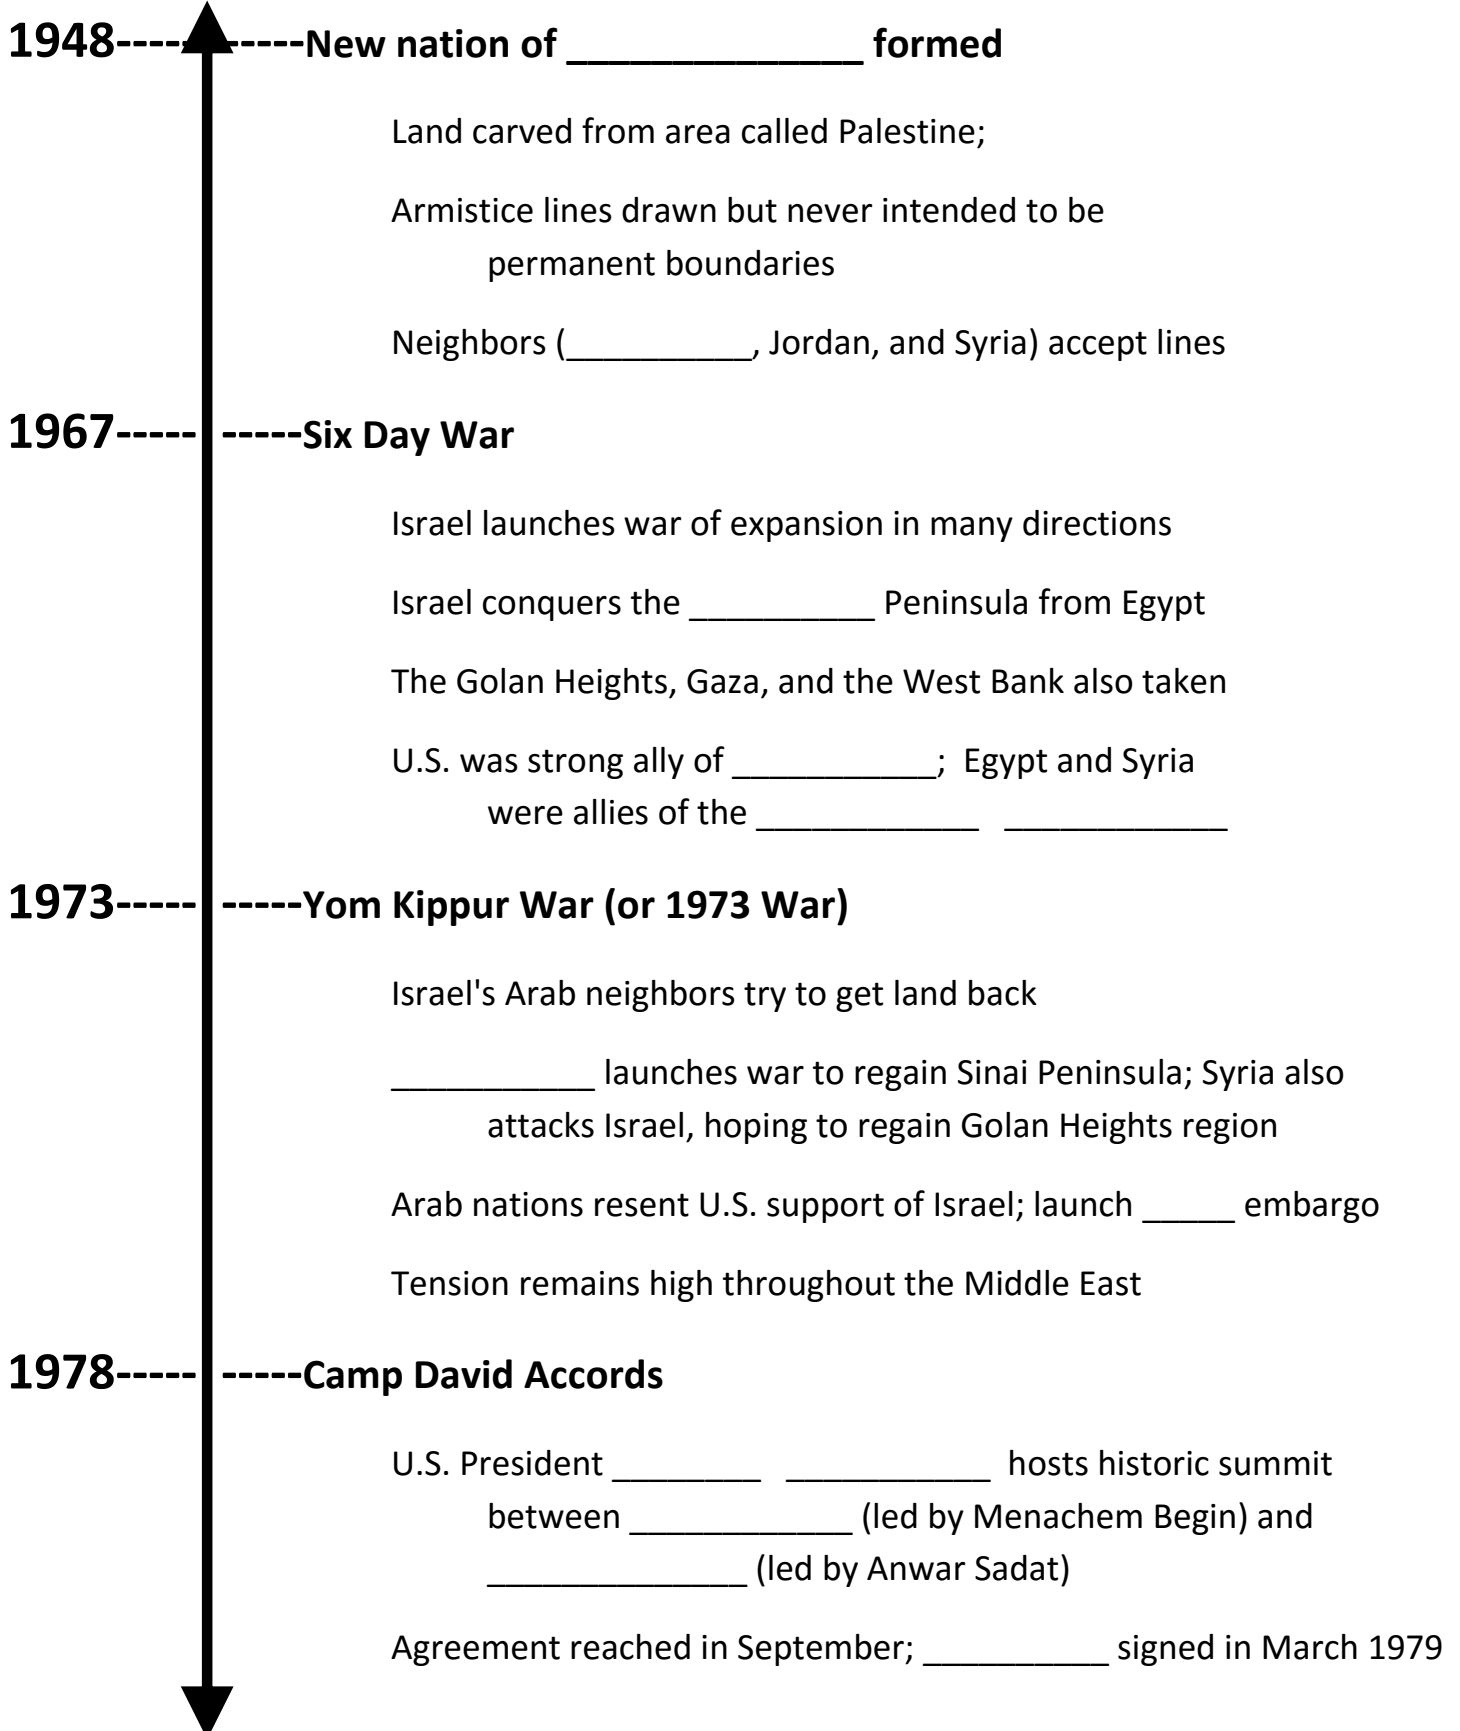 1948----------New nation of ______________ formed
Land carved from area called Palestine;
Armistice lines drawn but never intended to be
permanent boundaries
Neighbors (__________, Jordan, and Syria) accept lines
1967----- -----Six Day War
Israel launches war of expansion in many directions
Israel conquers the __________ Peninsula from Egypt
The Golan Heights, Gaza, and the West Bank also taken
U.S. was strong ally of ___________; Egypt and Syria
were allies of the ____________ ____________
1973----- -----Yom Kippur War (or 1973 War)
Israel's Arab neighbors try to get land back
___________ launches war to regain Sinai Peninsula; Syria also
attacks Israel, hoping to regain Golan Heights region
Arab nations resent U.S. support of Israel; launch _____ embargo
Tension remains high throughout the Middle East
1978----- -----Camp David Accords
U.S. President ________ ___________ hosts historic summit
between ____________ (led by Menachem Begin) and
______________ (led by Anwar Sadat)
Agreement reached in September; __________ signed in March 1979